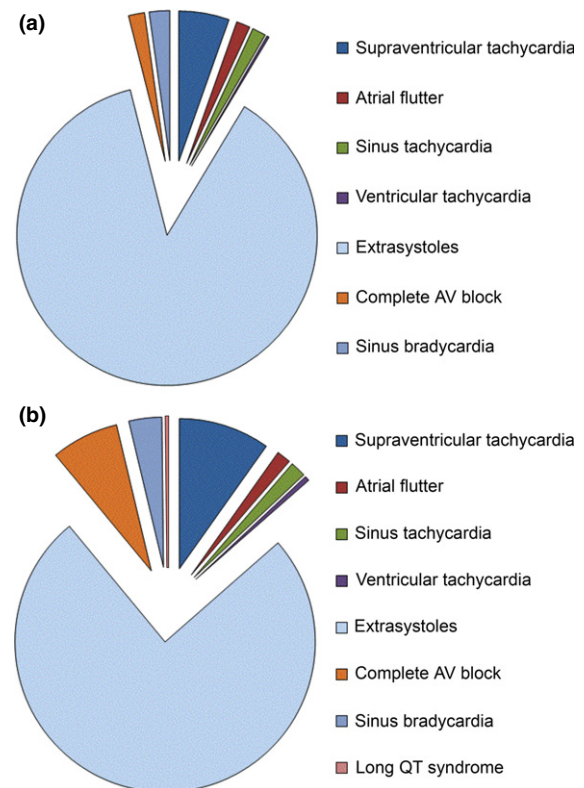 (a)
Supraventricular tachycardia
Atrial flutter
Sinus tachycardia
Ventricular tachycardia
Extrasystoles
Complete AV block
Sinus bradycardia
(b)
Supraventricular tachycardia
Atrial flutter
Sinus tachycardia
Ventricular tachycardia
Extrasystoles
Complete AV block
Sinus bradycardia
Long QT syndrome